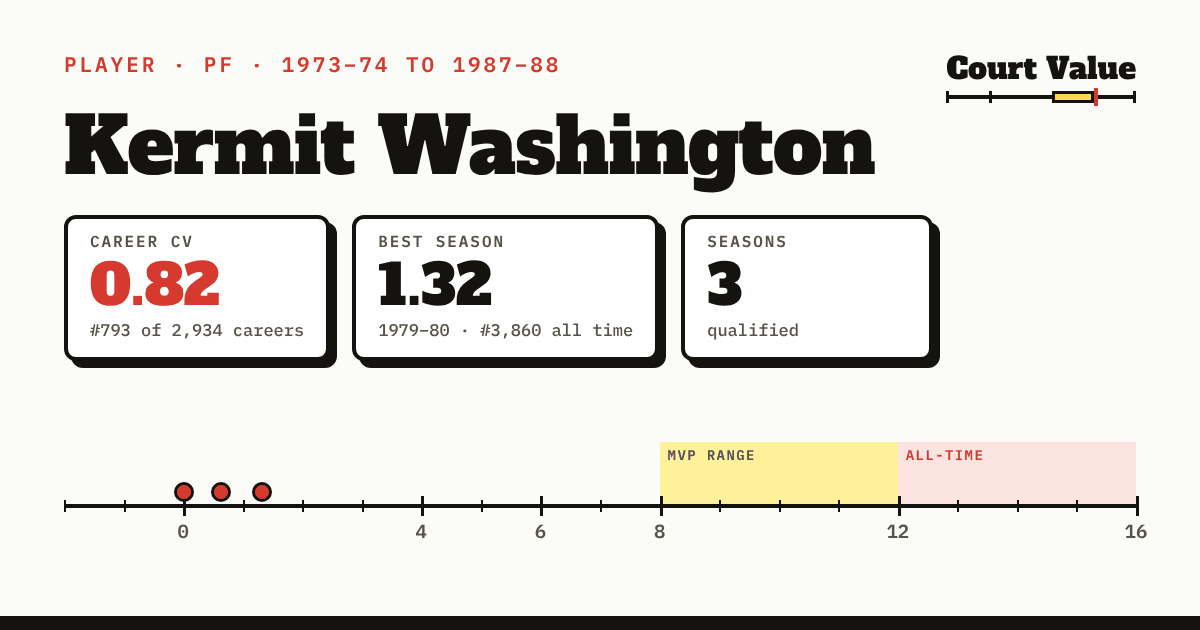 PLAYER · PF · 1973–74 TO 1987–88
Court Value
Kermit Washington
CAREER CV
0.82
#793 of 2,934 careers
BEST SEASON
1.32
1979–80 · #3,860 all time
SEASONS
3
qualified
MVP RANGE
ALL-TIME
0
4
6
8
12
16